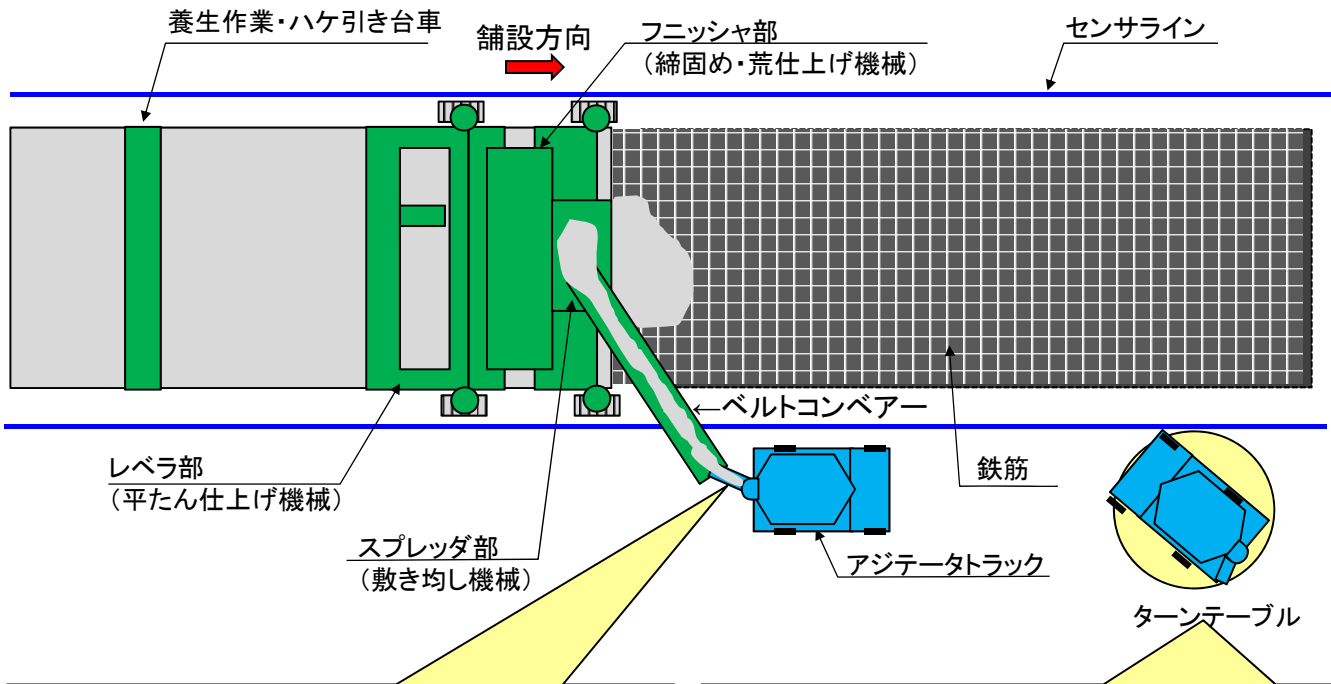 養生作業・ハケ引き台車
舗設方向
フニッシャ部
（締固め・荒仕上げ機械）
センサライン
←ベルトコンベアー
レベラ部
（平たん仕上げ機械）
鉄筋
スプレッダ部
（敷き均し機械）
アジテータトラック
ターンテーブル